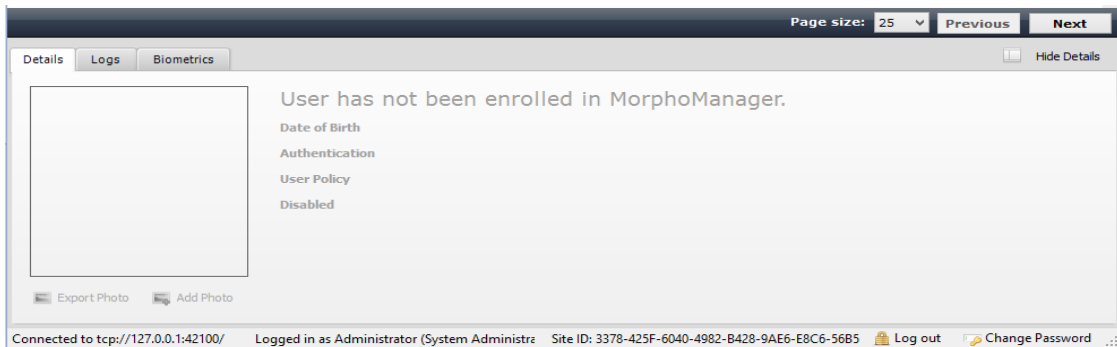 Page size: 25 Previous Next
Details Logs Biometrics Hide Details
User has not been enrolled in MorphoManager.
Date of Birth
Authentication
User Policy
Disabled
Export Photo Add Photo
Connected to tcp://127.0.0.1:42100/ Logged in as Administrator (System Administra Site ID: 3378-425F-6040-4982-B428-9AE6-E8C6-56B5 Log out Change Password